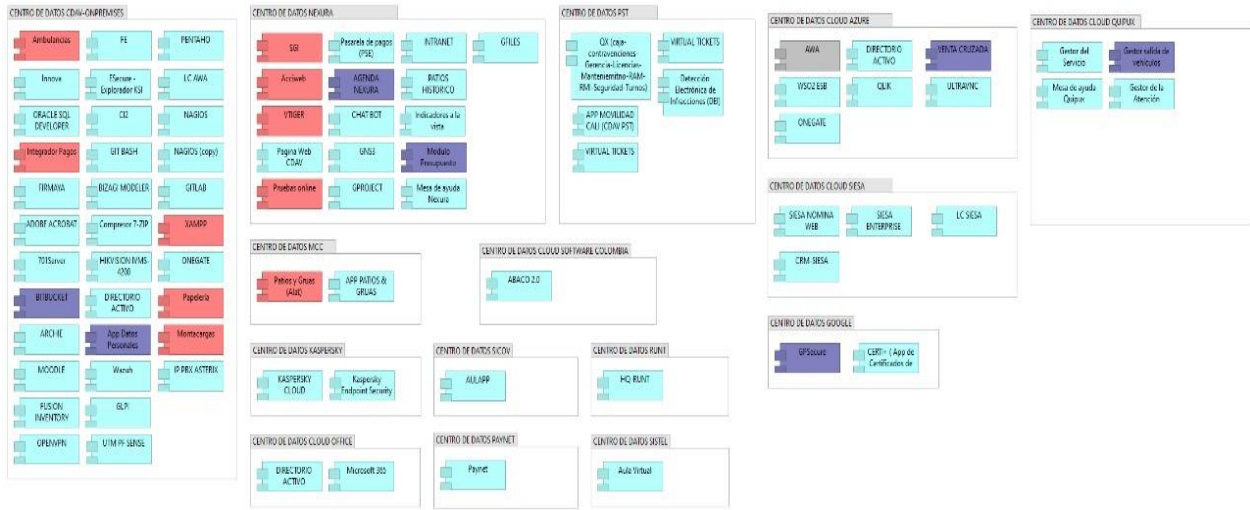 CENTRO DE DATOS CDAV-ONPREMISES
Ambulancias
FE
PENTAHO
Innova
FSecure -
Explorador KSI
LC AWA
ORACLE SQL
DEVELOPER
CI2
NAGIOS
Integrador Pagos
GIT BASH
NAGIOS (copy)
FIRMAYA
BIZAGI MODELER
GITLAB
ADOBE ACROBAT
Compresor 7-ZIP
XAMPP
701Server
HIKVISION IVMS-
4200
ONEGATE
BITBUCKET
DIRECTORIO
ACTIVO
Papeleria
ARCHIE
App Datos
Personales
Montacargas
MOODLE
Wazuh
IP PBX ASTERIX
FUSION
INVENTORY
GLPI
OPENVPN
UTM PF SENSE
CENTRO DE DATOS NEXURA
SGI
Pasarela de pagos
(PSE)
INTRANET
GFILES
Acciweb
AGENDA
NEXURA
PATIOS
HISTORICO
VTIGER
CHAT BOT
Indicadores a la
vista
Pagina Web
CDAV
GNS3
Modulo
Presupuesto
Pruebas online
GPROJECT
Mesa de ayuda
Nexura
CENTRO DE DATOS PST
QX (caja-
contravenciones
Gerencia-Licencias-
Mantenimitno-RAM-
RMI-Seguridad-Turnos)
VIRTUAL TICKETS
Detección
Electrónica de
Infracciones (DEI)
APP MOVILIDAD
CALI (CDAV PST)
VIRTUAL TICKETS
CENTRO DE DATOS CLOUD AZURE
AWA
DIRECTORIO
ACTIVO
VENTA CRUZADA
WSO2 ESB
QLIK
ULTRAVNC
ONEGATE
CENTRO DE DATOS CLOUD QUIPUX
Gestor del
Servicio
Gestor salida de
vehículos
Mesa de ayuda
Quipux
Gestor de la
Atención
CENTRO DE DATOS CLOUD SIESA
SIESA NOMINA
WEB
SIESA
ENTERPRISE
LC SIESA
CRM-SIESA
CENTRO DE DATOS MCC
Patios y Gruas
(Alat)
APP PATIOS &
GRUAS
CENTRO DE DATOS CLOUD SOFTWARE COLOMBIA
ABACO 2.0
CENTRO DE DATOS GOOGLE
GPSecure
CERTI+ ( App de
Certificados de
CENTRO DE DATOS KASPERSKY
KASPERSKY
CLOUD
Kaspersky
Endpoint Security
CENTRO DE DATOS SICOV
AULAPP
CENTRO DE DATOS RUNT
HQ-RUNT
CENTRO DE DATOS CLOUD OFFICE
DIRECTORIO
ACTIVO
Microsoft 365
CENTRO DE DATOS PAYNET
Paynet
CENTRO DE DATOS SISTEL
Aula Virtual